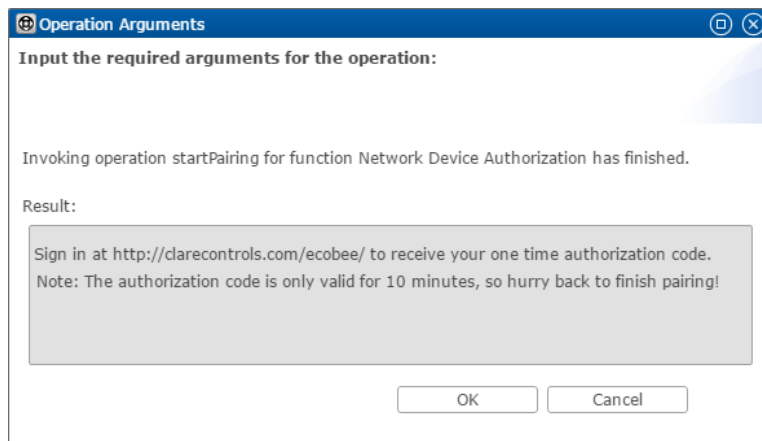 Operation Arguments
Input the required arguments for the operation:
Invoking operation startPairing for function Network Device Authorization has finished.
Result:
Sign in at http://clarecontrols.com/ecobee/ to receive your one time authorization code.
Note: The authorization code is only valid for 10 minutes, so hurry back to finish pairing!
OK
Cancel